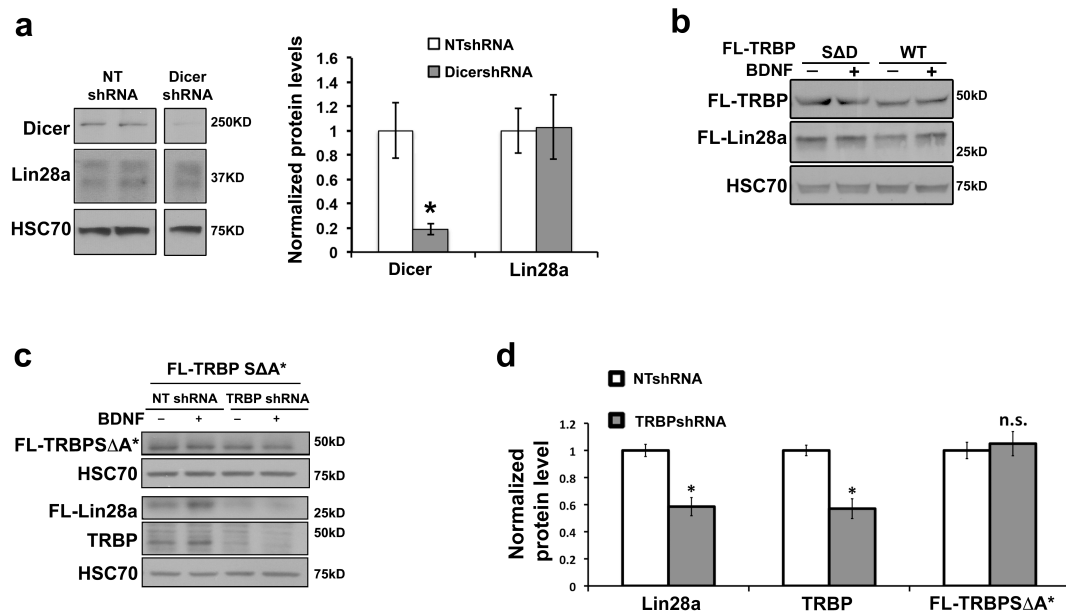 a
NT
shRNA
Dicer
shRNA
Dicer
250KD
Lin28a
37KD
HSC70
75KD
Normalized protein levels
1.6
1.4
1.2
1
0.8
0.6
0.4
0.2
0
NTshRNA
DicershRNA
*
Dicer
Lin28a
b
FL-TRBP
SΔD
WT
BDNF
– + – +
FL-TRBP
50kD
FL-Lin28a
25kD
HSC70
75kD
c
FL-TRBP SΔA*
NT shRNA TRBP shRNA
BDNF – + – +
FL-TRBPSΔA*
50kD
HSC70
75kD
FL-Lin28a
25kD
TRBP
50kD
HSC70
75kD
d
NTshRNA
TRBPshRNA
Normalized
protein level
1.2
1
0.8
0.6
0.4
0.2
0
*
*
n.s.
Lin28a
TRBP
FL-TRBPSΔA*